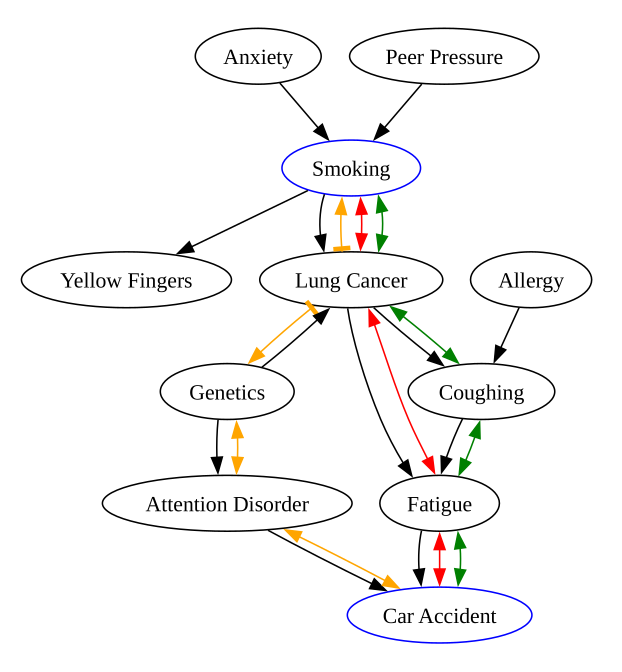 Anxiety
Peer Pressure
Smoking
Yellow Fingers
Lung Cancer
Allergy
Genetics
Coughing
Attention Disorder
Fatigue
Car Accident